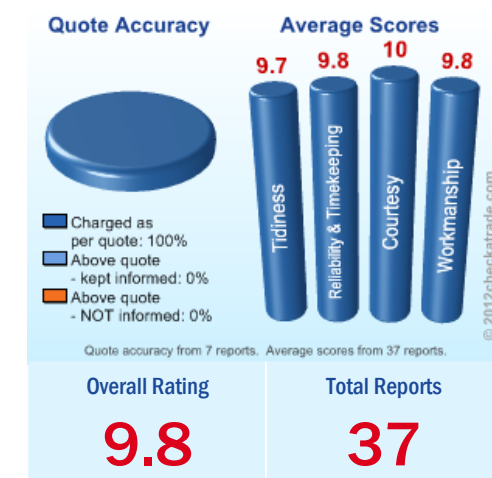 Quote Accuracy
Average Scores
9.7
9.8
10
9.8
Tidiness
Reliability & Timekeeping
Courtesy
Workmanship
Charged as
per quote: 100%
Above quote
- kept informed: 0%
Above quote
- NOT informed: 0%
© 2012checkatrade.com
Quote accuracy from 7 reports. Average scores from 37 reports.
Overall Rating
Total Reports
9.8
37